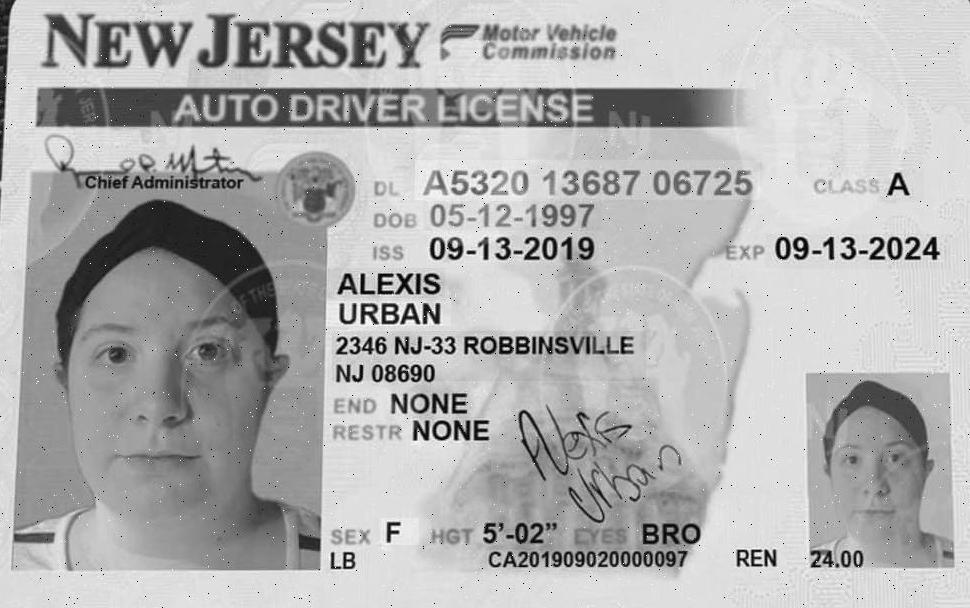 NEW JERSEY Motor Vehicle
Commission
AUTO DRIVER LICENSE
Chief Administrator
DL A5320 13687 06725 CLASS A
DOB 05-12-1997
ISS 09-13-2019 EXP 09-13-2024
ALEXIS
URBAN
2346 NJ-33 ROBBINSVILLE
NJ 08690
END NONE
RESTR NONE
Alexis
Urban
SEX F HGT 5'-02" EYES BRO
LB CA201909020000097 REN 24.00